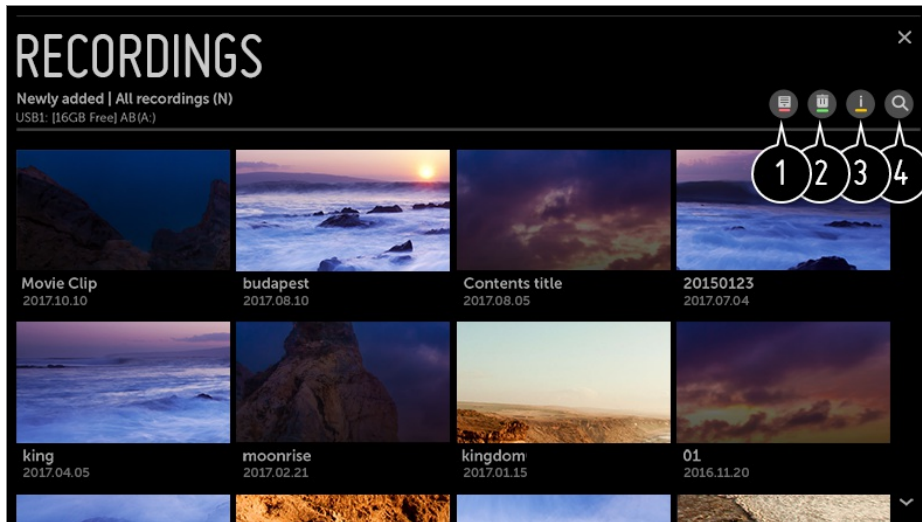 RECORDINGS
Newly added | All recordings (N)
USB1: [16GB Free] AB(A:)
i
1 2 3 4
Movie Clip budapest Contents title 20150123
2017.10.10 2017.08.10 2017.08.05 2017.07.04
king moonrise kingdom 01
2017.04.05 2017.02.21 2017.01.15 2016.11.20